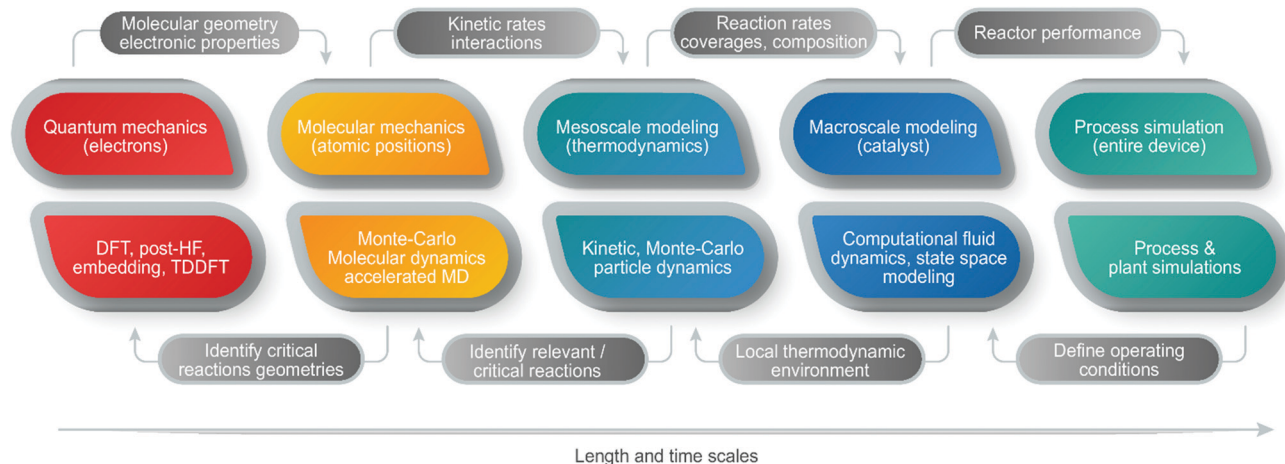 Molecular geometry
electronic properties
Kinetic rates
interactions
Reaction rates
coverages, composition
Reactor performance
Quantum mechanics
(electrons)
Molecular mechanics
(atomic positions)
Mesoscale modeling
(thermodynamics)
Macroscale modeling
(catalyst)
Process simulation
(entire device)
DFT, post-HF,
embedding, TDDFT
Monte-Carlo
Molecular dynamics
accelerated MD
Kinetic, Monte-Carlo
particle dynamics
Computational fluid
dynamics, state space
modeling
Process &
plant simulations
Identify critical
reactions geometries
Identify relevant /
critical reactions
Local thermodynamic
environment
Define operating
conditions
Length and time scales